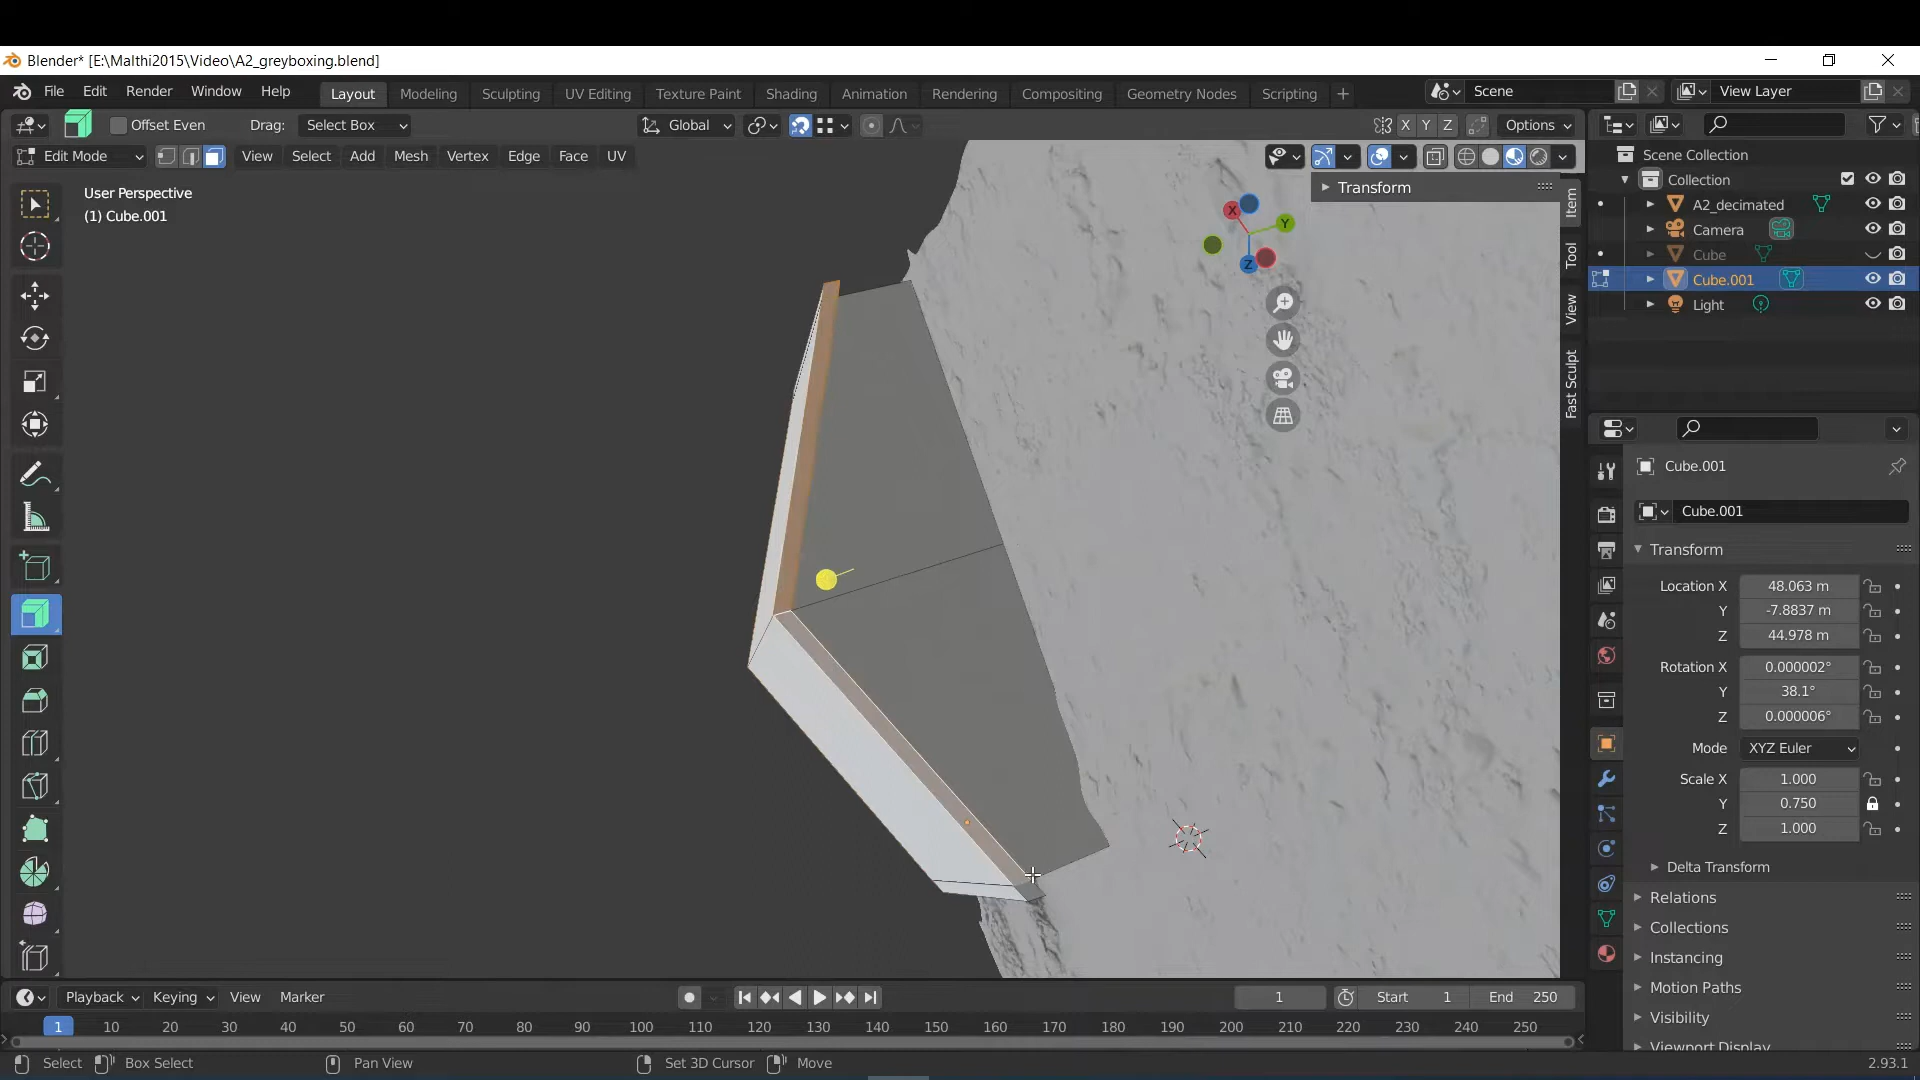 Blender* [E:\Malthi2015\Video\A2_greyboxing.blend]
File Edit Render Window Help Layout Modeling Sculpting UV Editing Texture Paint Shading Animation Rendering Compositing Geometry Nodes Scripting + Scene View Layer
Offset Even Drag: Select Box Global X Y Z Options
Edit Mode View Select Add Mesh Vertex Edge Face UV
User Perspective
(1) Cube.001
Transform
Item
Tool
View
Fast Sculpt
X
Y
Z
Scene Collection
Collection
A2_decimated
Camera
Cube
Cube.001
Light
Cube.001
Cube.001
Transform
Location X 48.063 m
Y -7.8837 m
Z 44.978 m
Rotation X 0.000002°
Y 38.1°
Z 0.000006°
Mode XYZ Euler
Scale X 1.000
Y 0.750
Z 1.000
Delta Transform
Relations
Collections
Instancing
Motion Paths
Visibility
Viewport Display
Playback Keying View Marker 1 Start 1 End 250
1 10 20 30 40 50 60 70 80 90 100 110 120 130 140 150 160 170 180 190 200 210 220 230 240 250
Select Box Select Pan View Set 3D Cursor Move 2.93.1